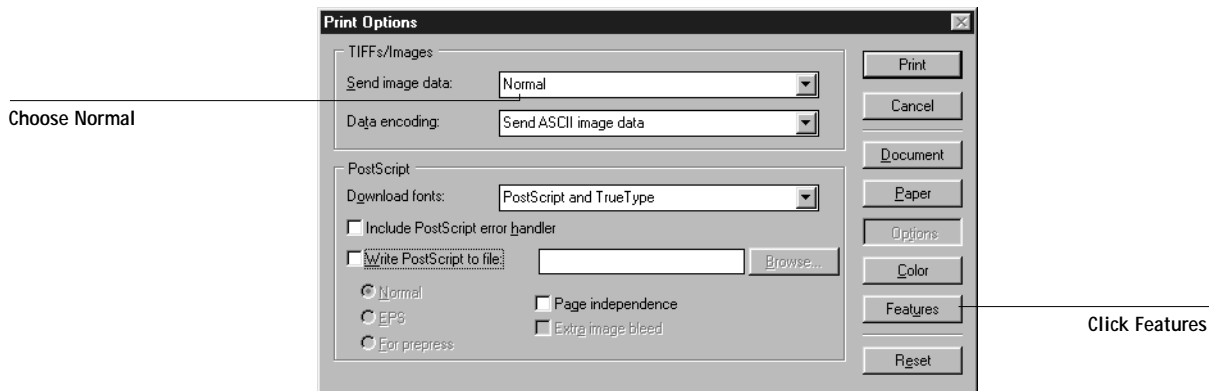 Print Options
TIFFs/Images
Send image data:
Normal
Data encoding:
Send ASCII image data
PostScript
Download fonts:
PostScript and TrueType
Include PostScript error handler
Write PostScript to file:
Browse...
Normal
EPS
For prepress
Page independence
Extra image bleed
Print
Cancel
Document
Paper
Options
Color
Features
Reset
Choose Normal
Click Features